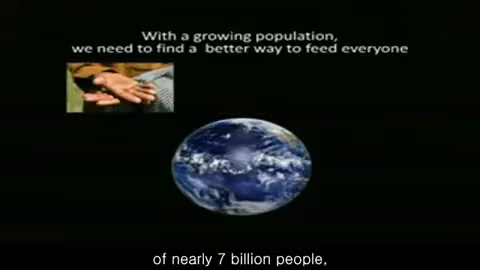 With a growing population,
we need to find a better way to feed everyone
of nearly 7 billion people,